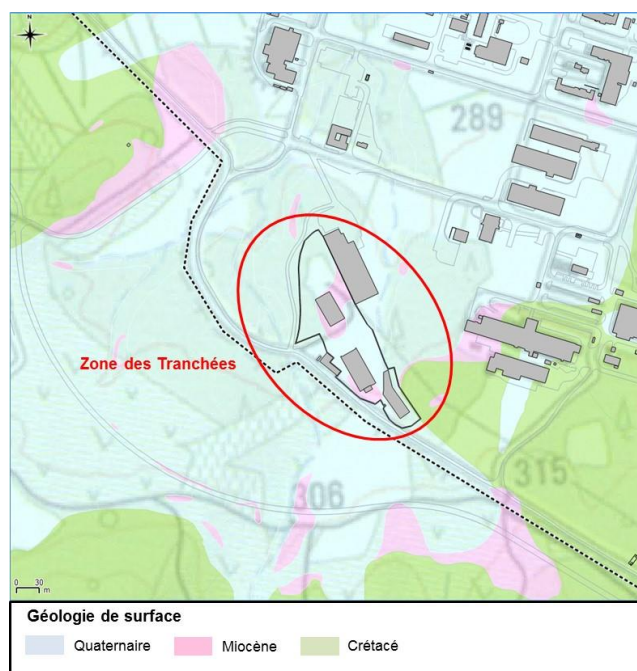 N
289
Zone des Tranchées
306
315
0 30
m
Géologie de surface
Quaternaire Miocène Crétacé